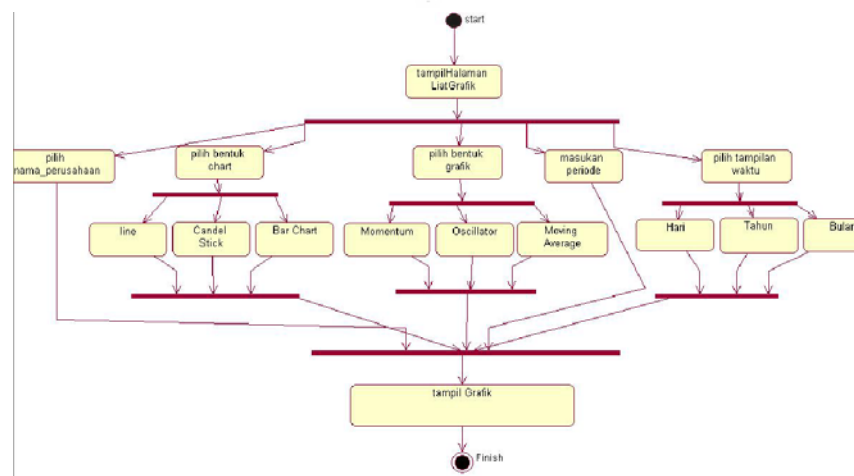 start
tampilHalaman
LiatGrafik
pilih
nama_perusahaan
pilih bentuk
chart
pilih bentuk
grafik
masukan
periode
pilih tampilan
waktu
line
Candel
Stick
Bar Chart
Momentum
Oscillator
Moving
Average
Hari
Tahun
Bulan
tampil Grafik
Finish